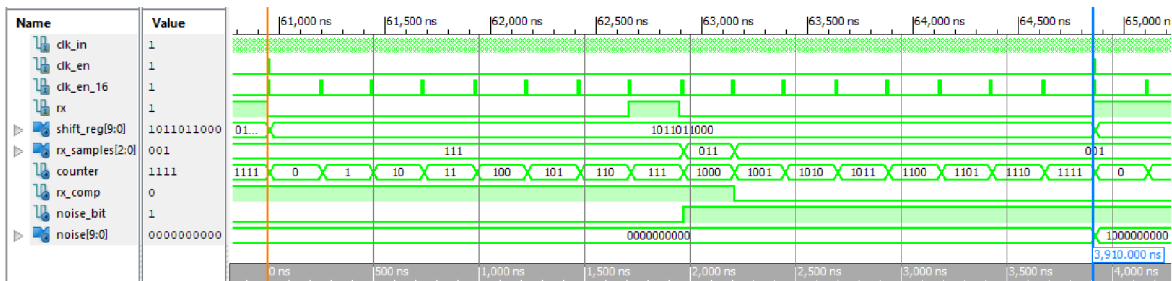 Name Value 61,000 ns 61,500 ns 62,000 ns 62,500 ns 63,000 ns 63,500 ns 64,000 ns 64,500 ns 65,000
clk_in 1
clk_en 1
clk_en_16 1
rx 1
shift_reg[9:0] 1011011000 01... 1011011000
rx_samples[2:0] 001 111 011 001
counter 1111 1111 0 1 10 11 100 101 110 111 1000 1001 1010 1011 1100 1101 1110 1111 0
rx_comp 0
noise_bit 1
noise[9:0] 0000000000 0000000000 1000000000
3,910.000 ns
0 ns 500 ns 1,000 ns 1,500 ns 2,000 ns 2,500 ns 3,000 ns 3,500 ns 4,000 ns